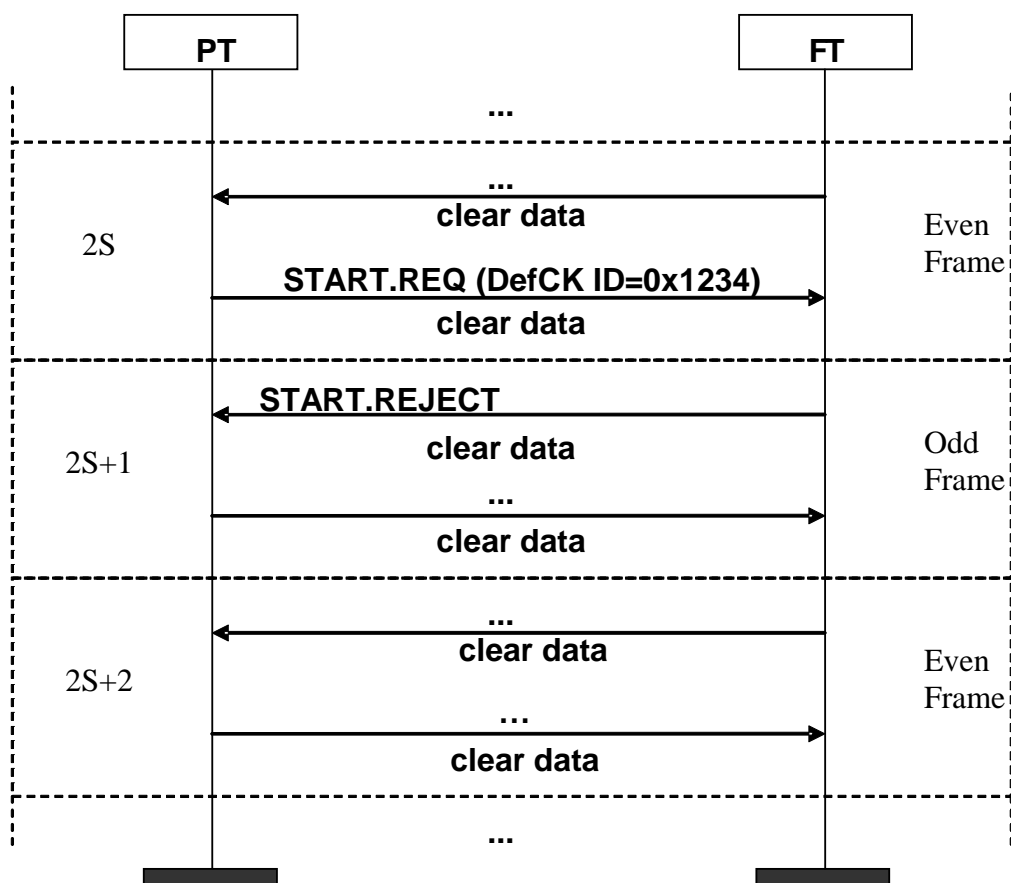 PT
FT
...
...
clear data
2S
Even
Frame
START.REQ (DefCK ID=0x1234)
clear data
START.REJECT
clear data
2S+1
Odd
Frame
...
clear data
...
clear data
2S+2
Even
Frame
...
clear data
...